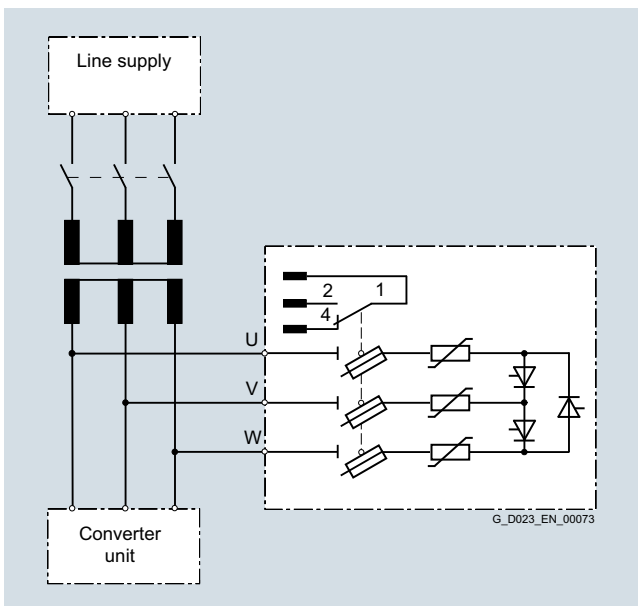 Line supply
2 1
4
U
V
W
G_D023_EN_00073
Converter
unit